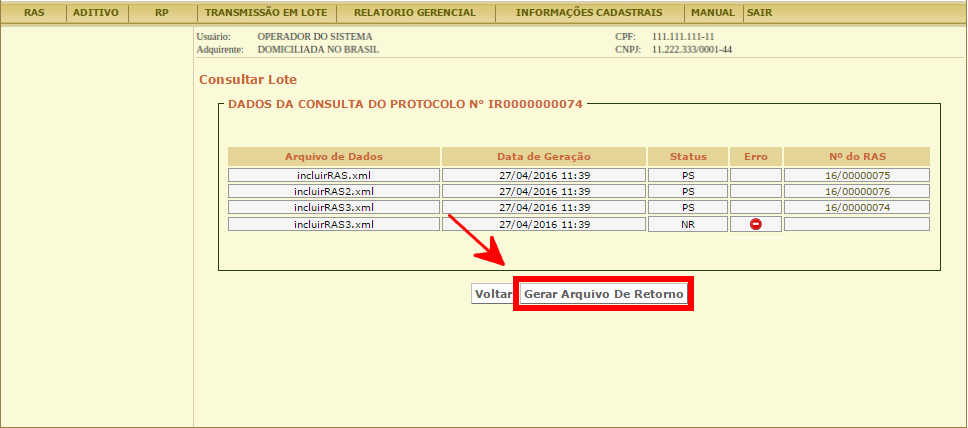 RAS ADITIVO RP TRANSMISSÃO EM LOTE RELATORIO GERENCIAL INFORMAÇÕES CADASTRAIS MANUAL SAIR
Usuário: OPERADOR DO SISTEMA CPF: 111.111.111-11
Adquirente: DOMICILIADA NO BRASIL CNPJ: 11.222.333/0001-44
Consultar Lote
DADOS DA CONSULTA DO PROTOCOLO N° IR0000000074
Arquivo de Dados Data de Geração Status Erro Nº do RAS
incluirRAS.xml 27/04/2016 11:39 PS 16/00000075
incluirRAS2.xml 27/04/2016 11:39 PS 16/00000076
incluirRAS3.xml 27/04/2016 11:39 PS 16/00000074
incluirRAS3.xml 27/04/2016 11:39 NR
Voltar Gerar Arquivo De Retorno